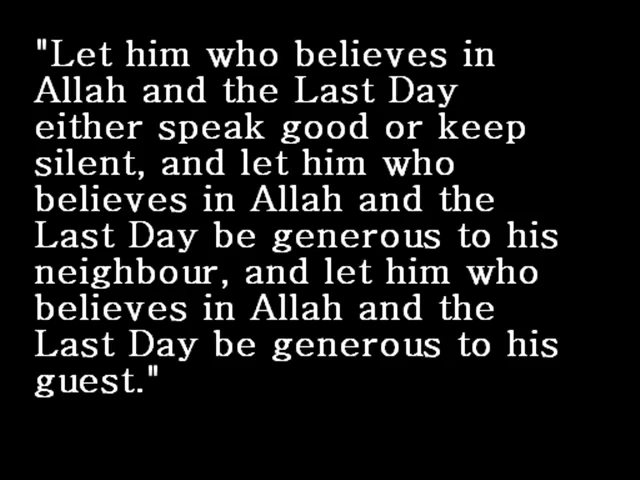 "Let him who believes in
Allah and the Last Day
either speak good or keep
silent, and let him who
believes in Allah and the
Last Day be generous to his
neighbour, and let him who
believes in Allah and the
Last Day be generous to his
guest."